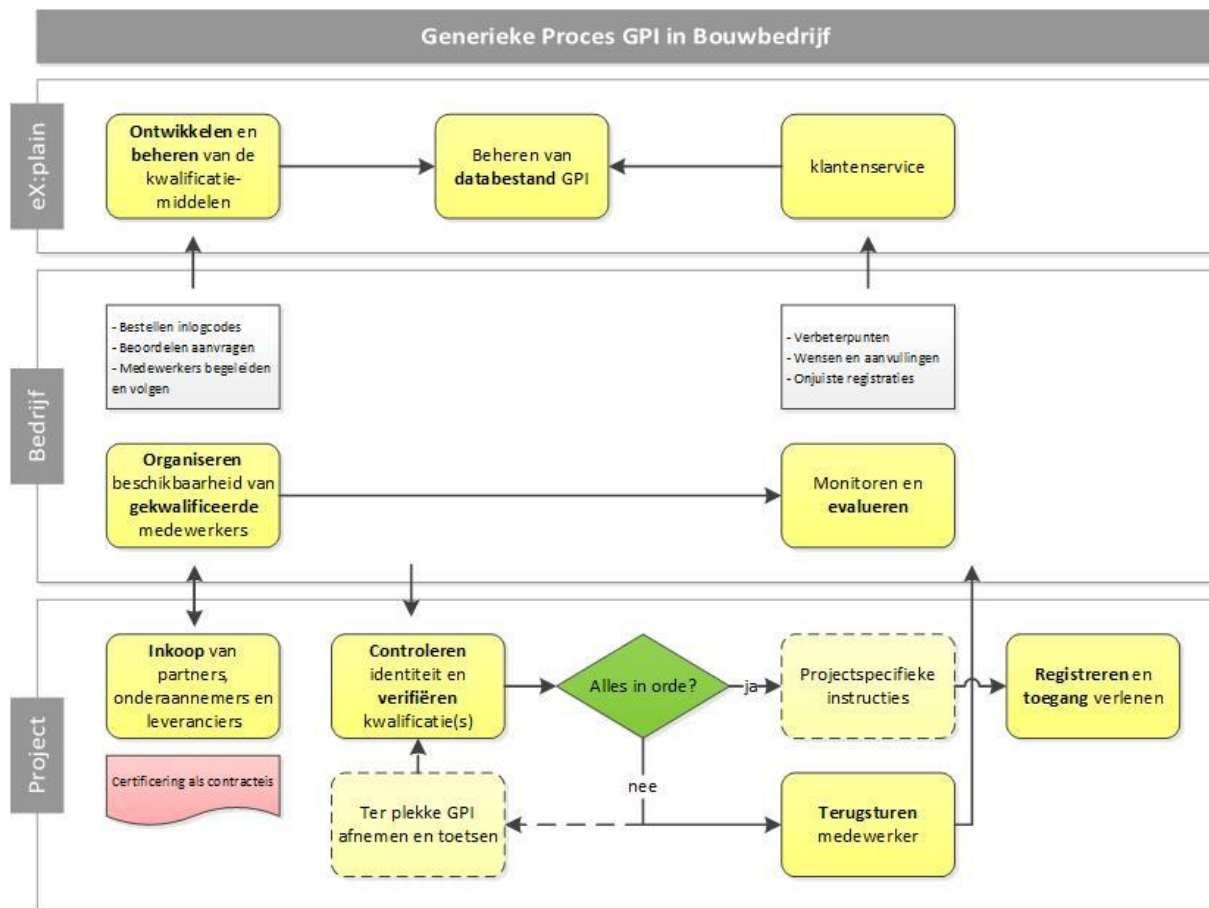 Generieke Proces GPI in Bouwbedrijf
eX:plain
Ontwikkelen en
beheren van de
kwalificatie-
middelen
Beheren van
databestand GPI
klantenservice
Bedrijf
- Bestellen inlogcodes
- Beoordelen aanvragen
- Medewerkers begeleiden
en volgen
- Verbeterpunten
- Wensen en aanvullingen
- Onjuiste registraties
Organiseren
beschikbaarheid van
gekwalificeerde
medewerkers
Monitoren en
evalueren
Project
Inkoop van
partners,
onderaannemers en
leveranciers
Certificering als contracteis
Controleren
identiteit en
verifiëren
kwalificatie(s)
Alles in orde?
ja
Projectspecifieke
instructies
Registreren en
toegang verlenen
nee
Ter plekke GPI
afnemen en toetsen
Terugsturen
medewerker